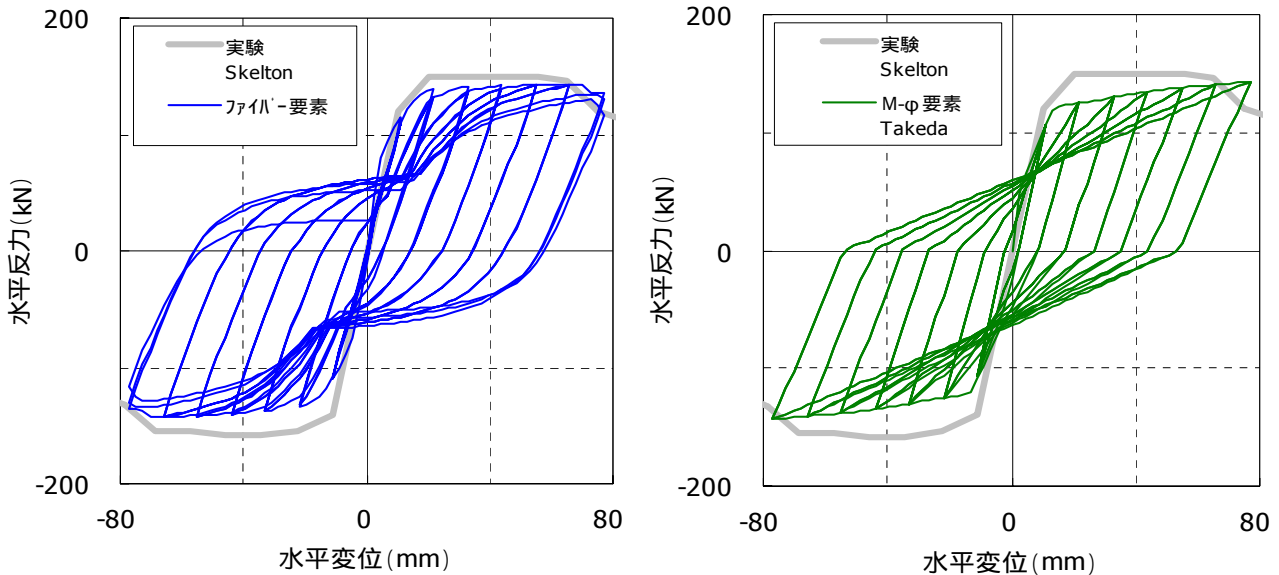 200
実験
Skelton
ﾌｧｲﾊﾞｰ要素
水平反力(kN)
0
-200
-80
0
80
水平変位(mm)
200
実験
Skelton
M-φ要素
Takeda
水平反力(kN)
0
-200
-80
0
80
水平変位(mm)